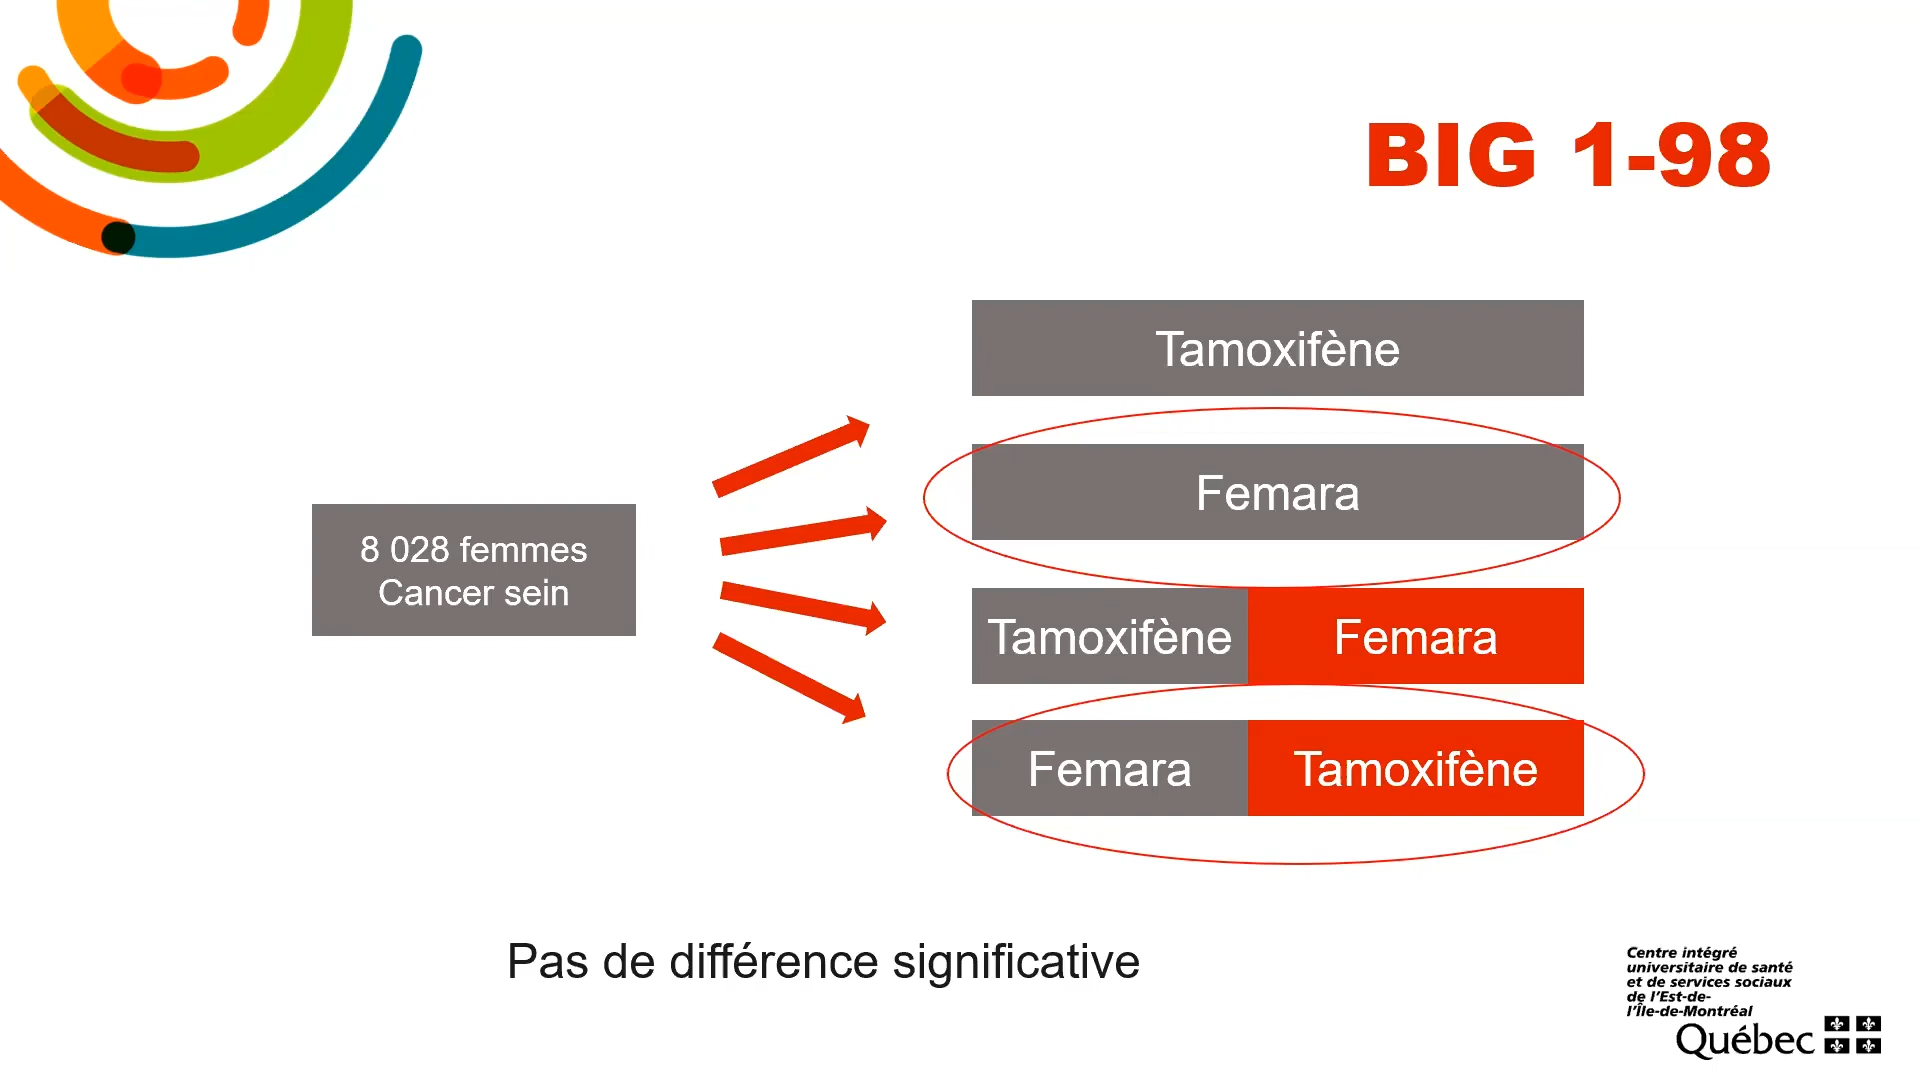 BIG 1-98
Tamoxifène
Femara
8 028 femmes
Cancer sein
Tamoxifène Femara
Femara Tamoxifène
Pas de différence significative
Centre intégré
universitaire de santé
et de services sociaux
de l'Est-de-
l'Île-de-Montréal
Québec